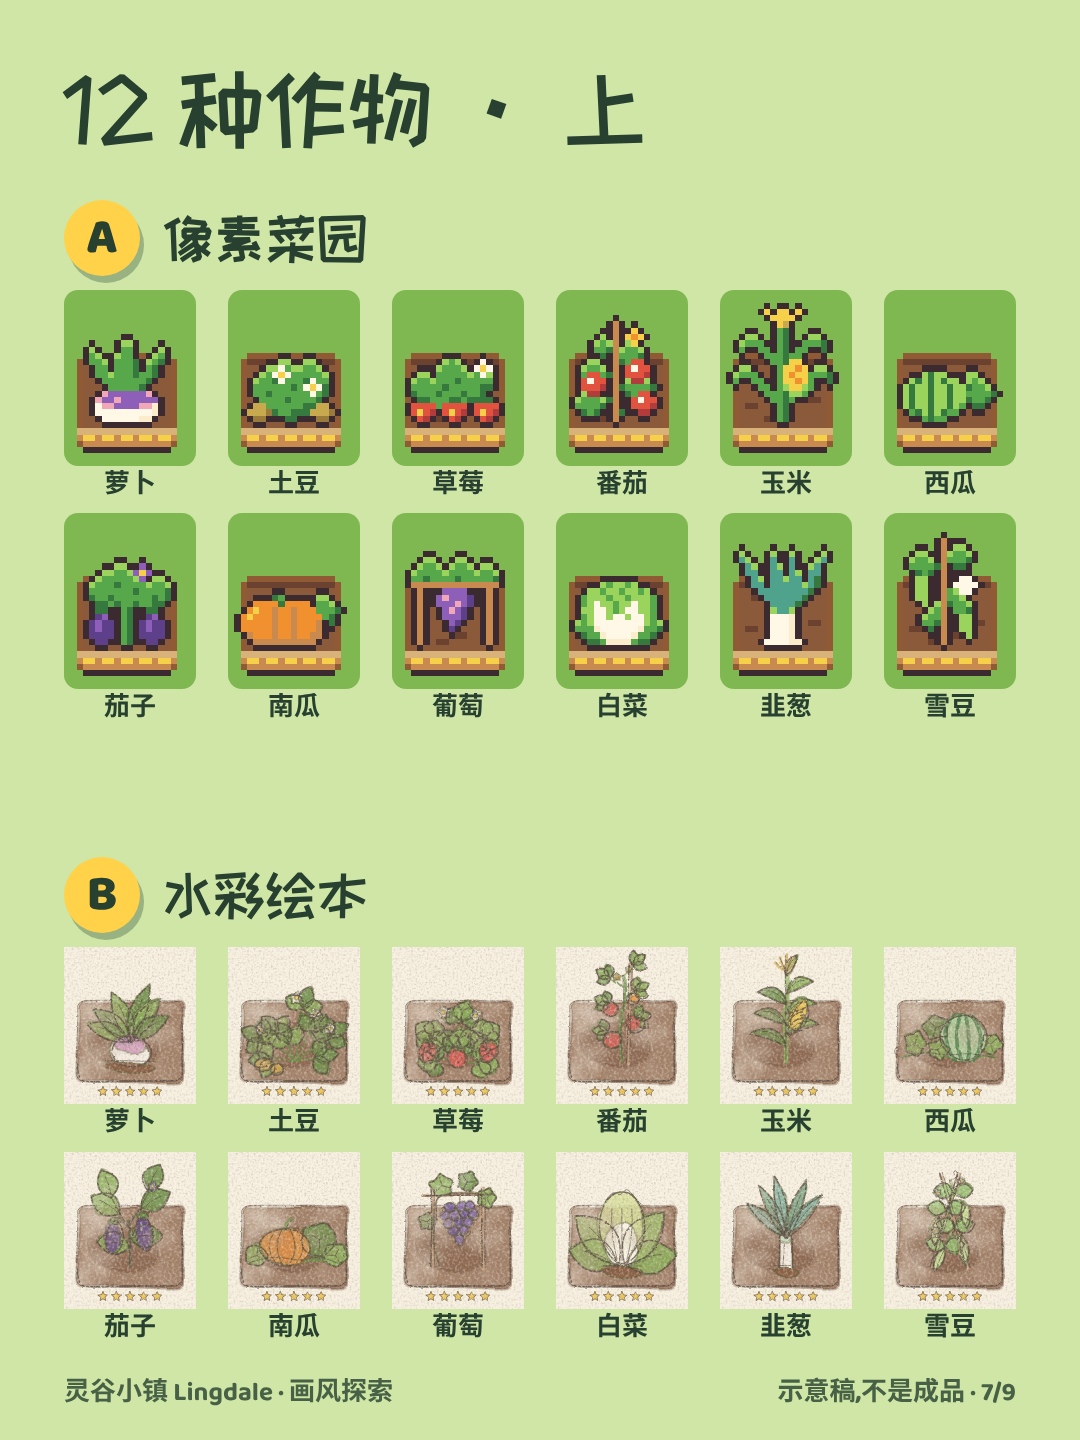 12 种作物 · 上
A 像素菜园
萝卜 土豆 草莓 番茄 玉米 西瓜
茄子 南瓜 葡萄 白菜 韭葱 雪豆
B 水彩绘本
萝卜 土豆 草莓 番茄 玉米 西瓜
茄子 南瓜 葡萄 白菜 韭葱 雪豆
灵谷小镇 Lingdale · 画风探索
示意稿,不是成品 · 7/9